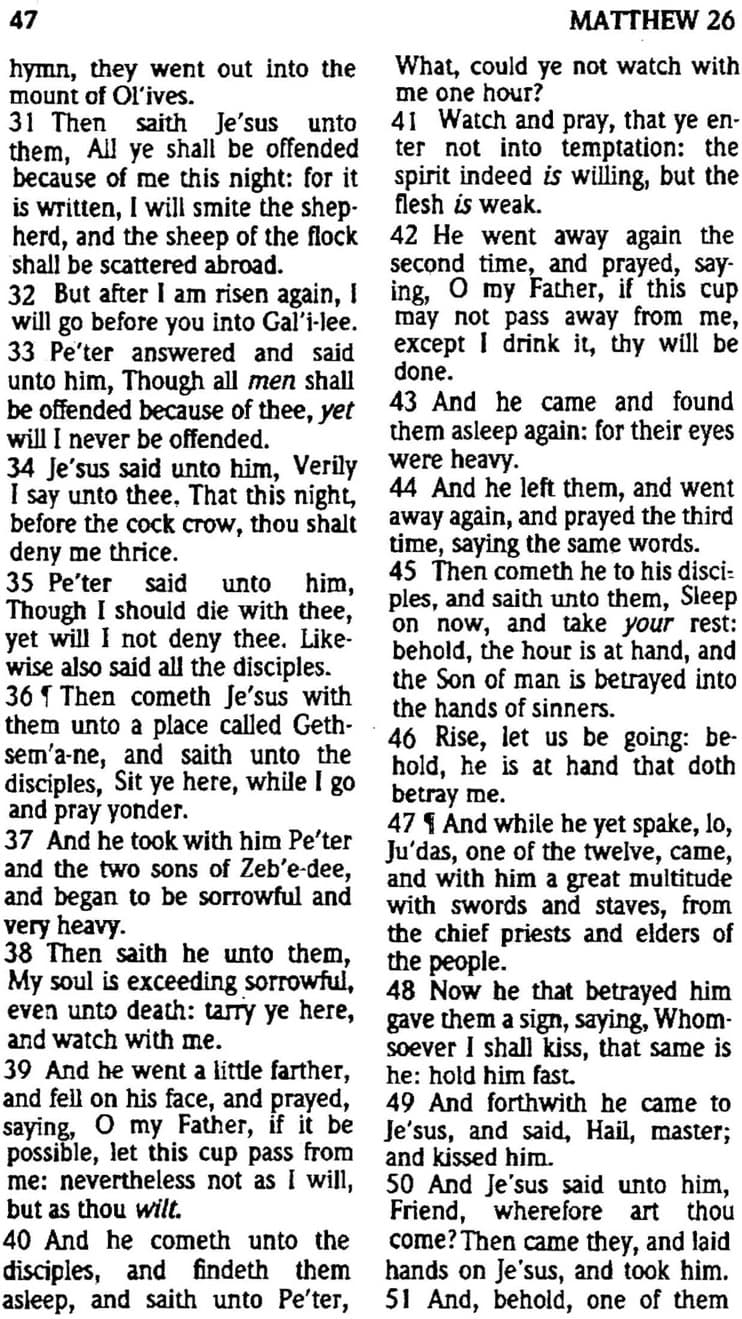 47
MATTHEW 26
hymn, they went out into the
mount of Ol'ives.
31 Then saith Je'sus unto
them, All ye shall be offended
because of me this night: for it
is written, I will smite the shep-
herd, and the sheep of the flock
shall be scattered abroad.
32 But after I am risen again, I
will go before you into Gal'i-lee.
33 Pe'ter answered and said
unto him, Though all men shall
be offended because of thee, yet
will I never be offended.
34 Je'sus said unto him, Verily
I say unto thee, That this night,
before the cock crow, thou shalt
deny me thrice.
35 Pe'ter said unto him,
Though I should die with thee,
yet will I not deny thee. Like-
wise also said all the disciples.
36 ¶ Then cometh Je'sus with
them unto a place called Geth-
sem'a-ne, and saith unto the
disciples, Sit ye here, while I go
and pray yonder.
37 And he took with him Pe'ter
and the two sons of Zeb'e-dee,
and began to be sorrowful and
very heavy.
38 Then saith he unto them,
My soul is exceeding sorrowful,
even unto death: tarry ye here,
and watch with me.
39 And he went a little farther,
and fell on his face, and prayed,
saying, O my Father, if it be
possible, let this cup pass from
me: nevertheless not as I will,
but as thou wilt.
40 And he cometh unto the
disciples, and findeth them
asleep, and saith unto Pe'ter,
What, could ye not watch with
me one hour?
41 Watch and pray, that ye en-
ter not into temptation: the
spirit indeed is willing, but the
flesh is weak.
42 He went away again the
second time, and prayed, say-
ing, O my Father, if this cup
may not pass away from me,
except I drink it, thy will be
done.
43 And he came and found
them asleep again: for their eyes
were heavy.
44 And he left them, and went
away again, and prayed the third
time, saying the same words.
45 Then cometh he to his disci-
ples, and saith unto them, Sleep
on now, and take your rest:
behold, the hour is at hand, and
the Son of man is betrayed into
the hands of sinners.
46 Rise, let us be going: be-
hold, he is at hand that doth
betray me.
47 ¶ And while he yet spake, lo,
Ju'das, one of the twelve, came,
and with him a great multitude
with swords and staves, from
the chief priests and elders of
the people.
48 Now he that betrayed him
gave them a sign, saying, Whom-
soever I shall kiss, that same is
he: hold him fast.
49 And forthwith he came to
Je'sus, and said, Hail, master;
and kissed him.
50 And Je'sus said unto him,
Friend, wherefore art thou
come? Then came they, and laid
hands on Je'sus, and took him.
51 And, behold, one of them